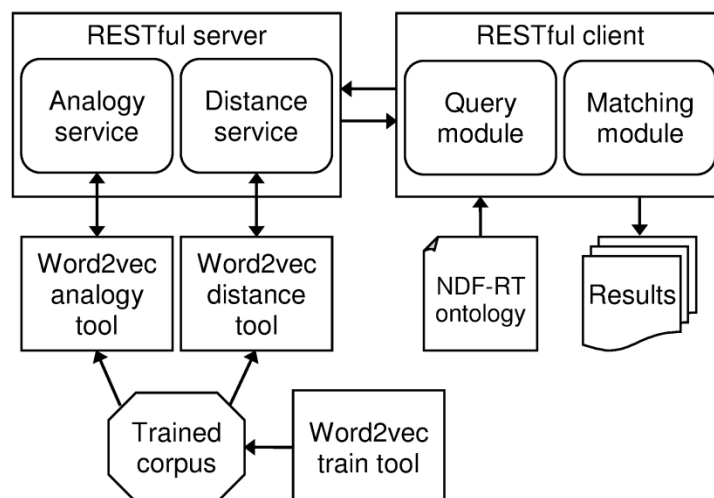 RESTful server
Analogy
service
Distance
service
RESTful client
Query
module
Matching
module
Word2vec
analogy
tool
Word2vec
distance
tool
NDF-RT
ontology
Results
Trained
corpus
Word2vec
train tool